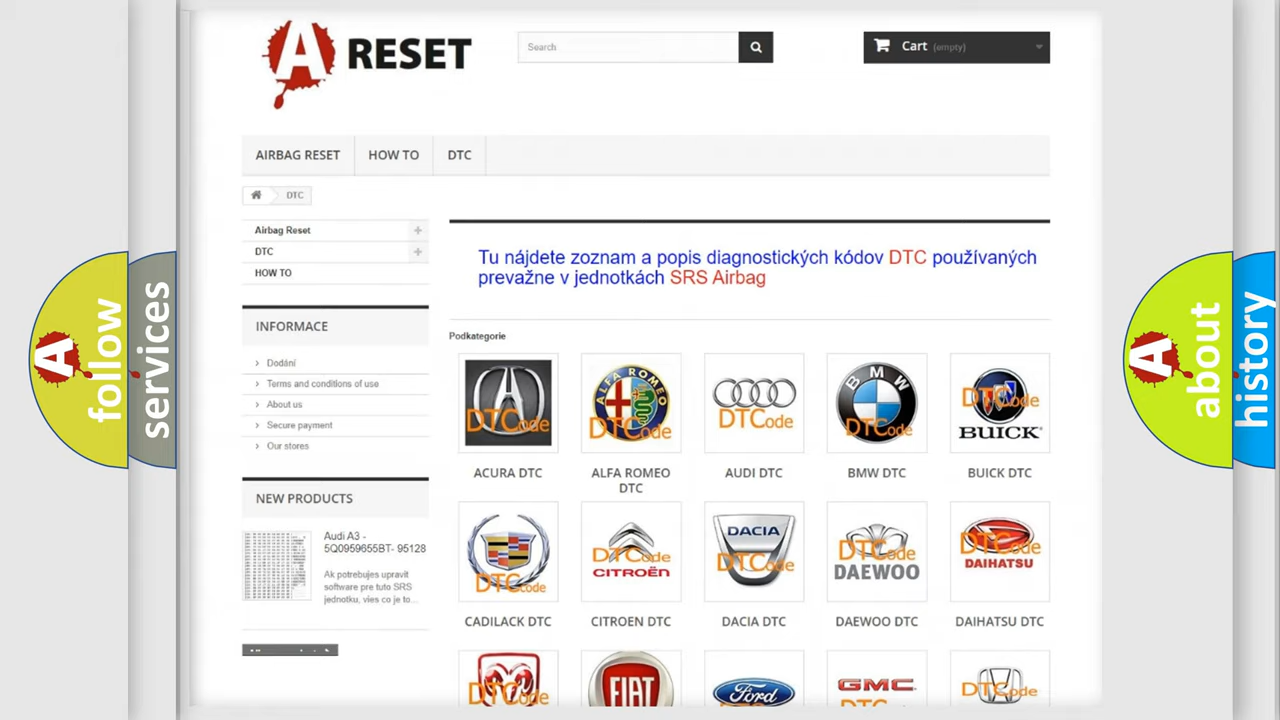 A RESET
Search
Cart (empty)
AIRBAG RESET
HOW TO
DTC
DTC
Airbag Reset
DTC
HOW TO
Tu nájdete zoznam a popis diagnostických kódov DTC používaných
prevažne v jednotkách SRS Airbag
INFORMACE
Dodání
Terms and conditions of use
About us
Secure payment
Our stores
Podkategorie
DTCode
ALFA ROMEO
DTCode
DTCode
BMW
DTCode
DTCode
BUICK
ACURA DTC
ALFA ROMEO
DTC
AUDI DTC
BMW DTC
BUICK DTC
NEW PRODUCTS
Audi A3 -
5Q0959655BT- 95128
Ak potrebujes upravit
software pre tuto SRS
jednotku, vies co je to...
DTCode
DTCode
CITROËN
DACIA
DTCode
DTCode
DAEWOO
DTCode
DAIHATSU
CADILACK DTC
CITROEN DTC
DACIA DTC
DAEWOO DTC
DAIHATSU DTC
DTCode
FIAT
Ford
GMC
DTCode
A follow
services
A about
history